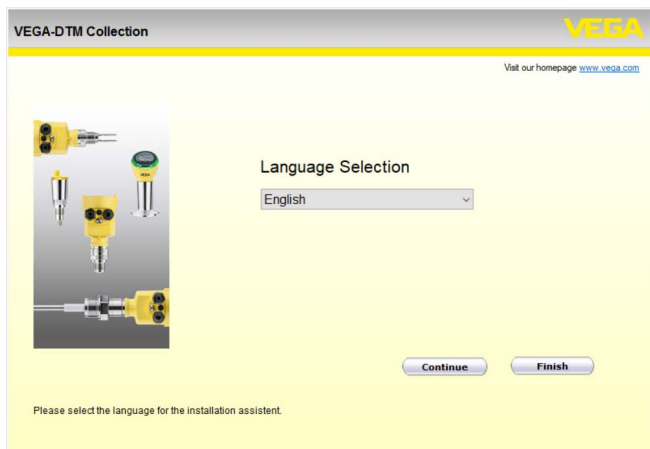 VEGA-DTM Collection
VEGA
Visit our homepage www.vega.com
VEGA
Language Selection
English
Continue
Finish
Please select the language for the installation assistent.